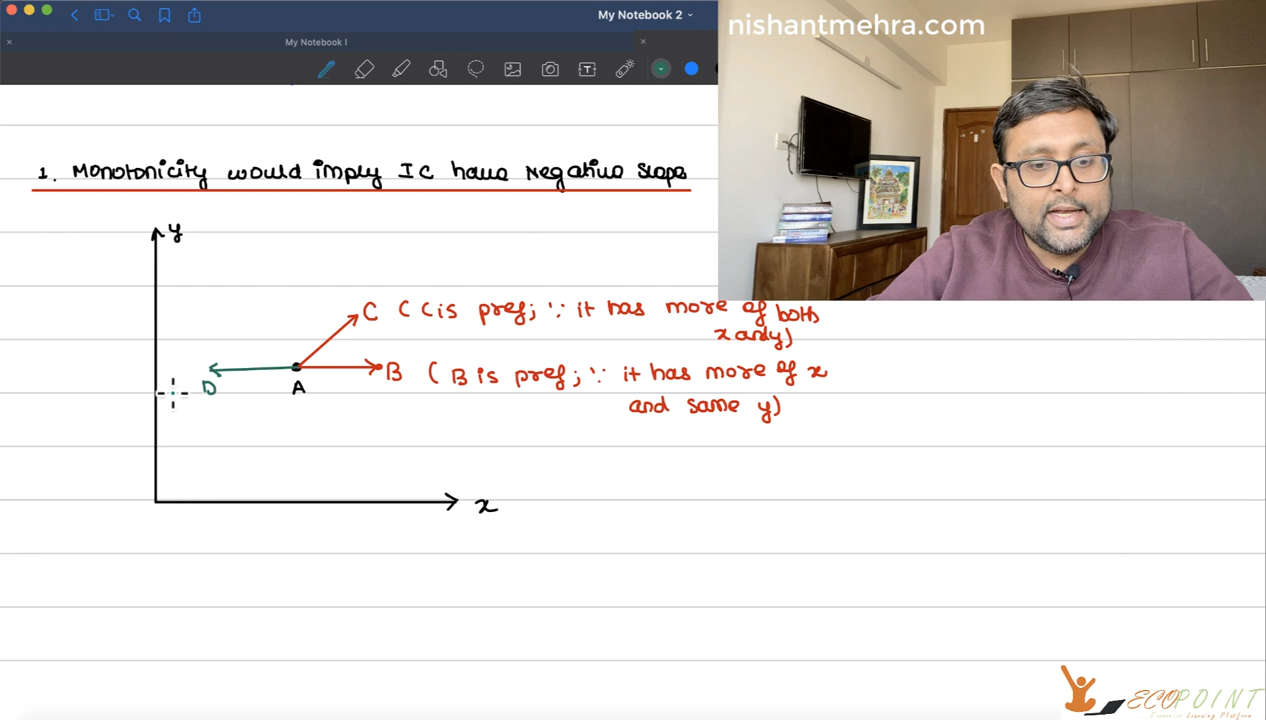 My Notebook 2
nishantmehra.com
My Notebook I
T
1. Monotonicity would imply IC have Negative Slope
y
C ( C is pref; ∵ it has more of both
x and y)
D
A
B ( B is pref; ∵ it has more of x
and same y)
x
ECOPOINT